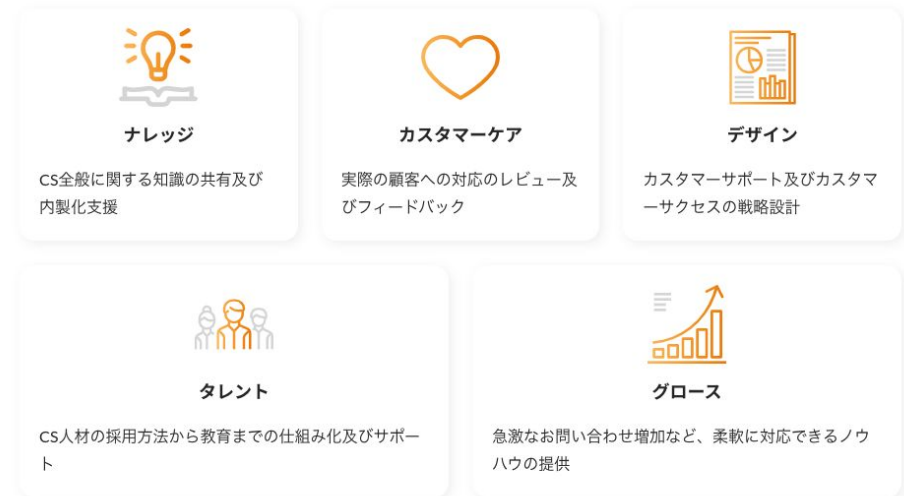 ナレッジ
CS全般に関する知識の共有及び
内製化支援
カスタマーケア
実際の顧客への対応のレビュー及
びフィードバック
デザイン
カスタマーサポート及びカスタマ
ーサクセスの戦略設計
タレント
CS人材の採用方法から教育までの仕組み化及びサポー
ト
グロース
急激なお問い合わせ増加など、柔軟に対応できるノウ
ハウの提供